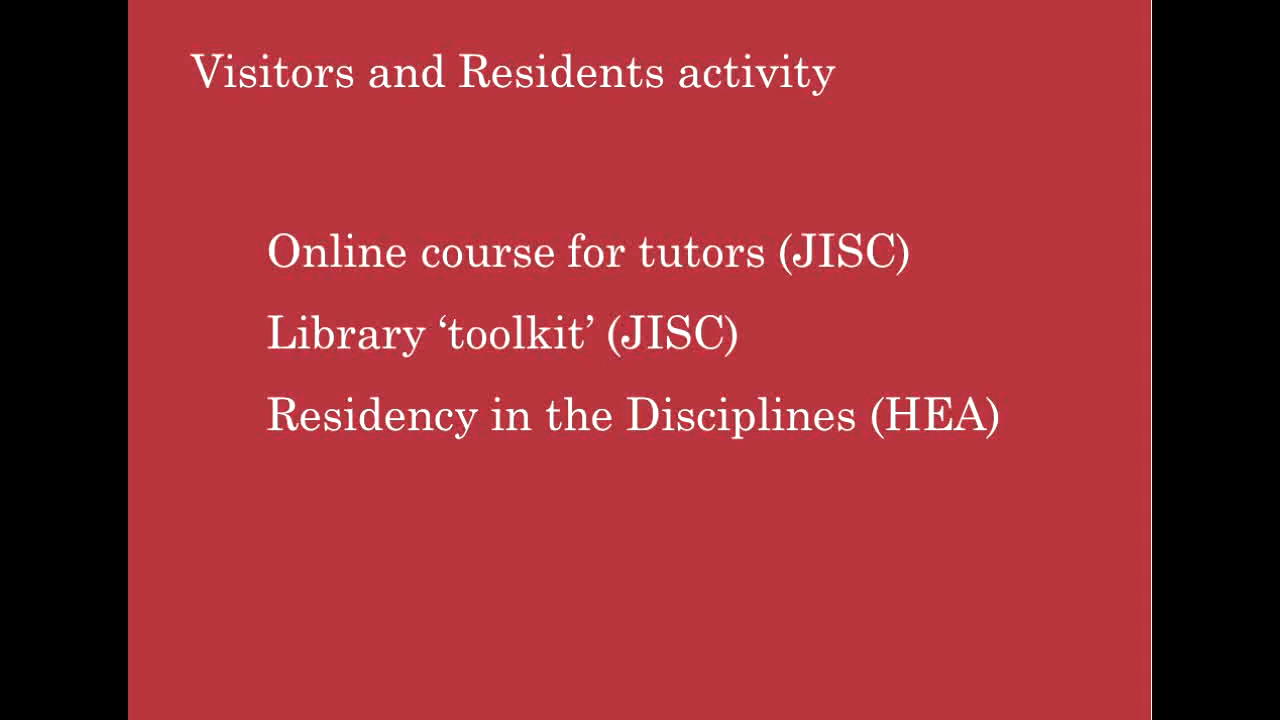 Visitors and Residents activity
Online course for tutors (JISC)
Library ‘toolkit’ (JISC)
Residency in the Disciplines (HEA)